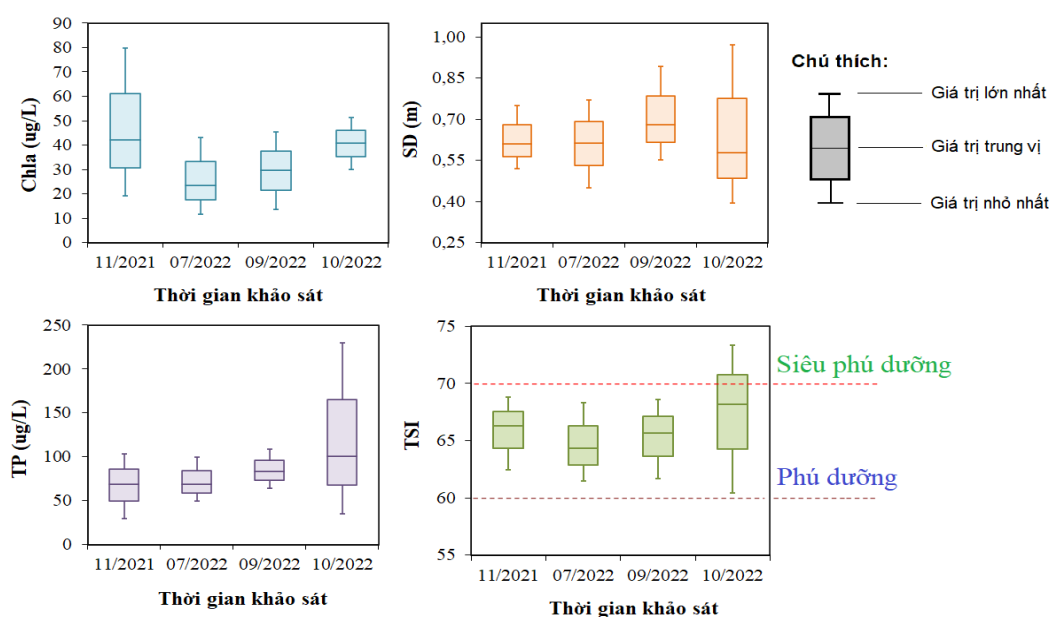 Chla (ug/L)
90
80
70
60
50
40
30
20
10
0
11/2021 07/2022 09/2022 10/2022
Thời gian khảo sát
SD (m)
1,00
0,85
0,70
0,55
0,40
0,25
11/2021 07/2022 09/2022 10/2022
Thời gian khảo sát
Chú thích:
Giá trị lớn nhất
Giá trị trung vị
Giá trị nhỏ nhất
TP (ug/L)
250
200
150
100
50
0
11/2021 07/2022 09/2022 10/2022
Thời gian khảo sát
TSI
75
70
65
60
55
11/2021 07/2022 09/2022 10/2022
Thời gian khảo sát
Siêu phú dưỡng
Phú dưỡng